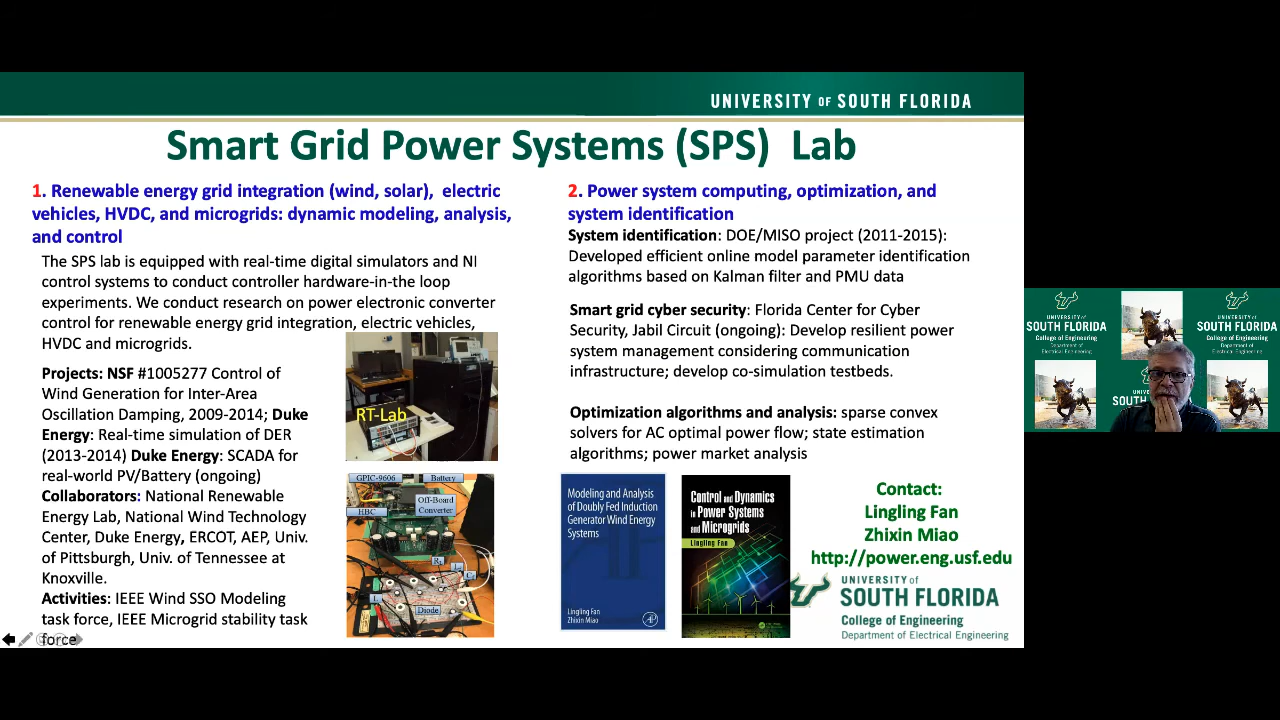 UNIVERSITY OF SOUTH FLORIDA
Smart Grid Power Systems (SPS) Lab
1. Renewable energy grid integration (wind, solar), electric
vehicles, HVDC, and microgrids: dynamic modeling, analysis,
and control
The SPS lab is equipped with real-time digital simulators and NI
control systems to conduct controller hardware-in-the loop
experiments. We conduct research on power electronic converter
control for renewable energy grid integration, electric vehicles,
HVDC and microgrids.
Projects: NSF #1005277 Control of
Wind Generation for Inter-Area
Oscillation Damping, 2009-2014; Duke
Energy: Real-time simulation of DER
(2013-2014) Duke Energy: SCADA for
real-world PV/Battery (ongoing)
Collaborators: National Renewable
Energy Lab, National Wind Technology
Center, Duke Energy, ERCOT, AEP, Univ.
of Pittsburgh, Univ. of Tennessee at
Knoxville.
Activities: IEEE Wind SSO Modeling
task force, IEEE Microgrid stability task
force
RT-Lab
GPIC-9606
Battery
HBC
Off-Board
Converter
Diode
2. Power system computing, optimization, and
system identification
System identification: DOE/MISO project (2011-2015):
Developed efficient online model parameter identification
algorithms based on Kalman filter and PMU data
Smart grid cyber security: Florida Center for Cyber
Security, Jabil Circuit (ongoing): Develop resilient power
system management considering communication
infrastructure; develop co-simulation testbeds.
Optimization algorithms and analysis: sparse convex
solvers for AC optimal power flow; state estimation
algorithms; power market analysis
Modeling and Analysis
of Doubly Fed Induction
Generator Wind Energy
Systems
Lingling Fan
Zhixin Miao
Control and Dynamics
in Power Systems
and Microgrids
Lingling Fan
Contact:
Lingling Fan
Zhixin Miao
http://power.eng.usf.edu
UNIVERSITY of
SOUTH FLORIDA
College of Engineering
Department of Electrical Engineering
UNIVERSITY of
SOUTH FLORIDA
College of Engineering
Department of
Electrical Engineering
UNIVERSITY of
SOUTH FLORIDA
College of Engineering
Department of
Electrical Engineering
SOUTH